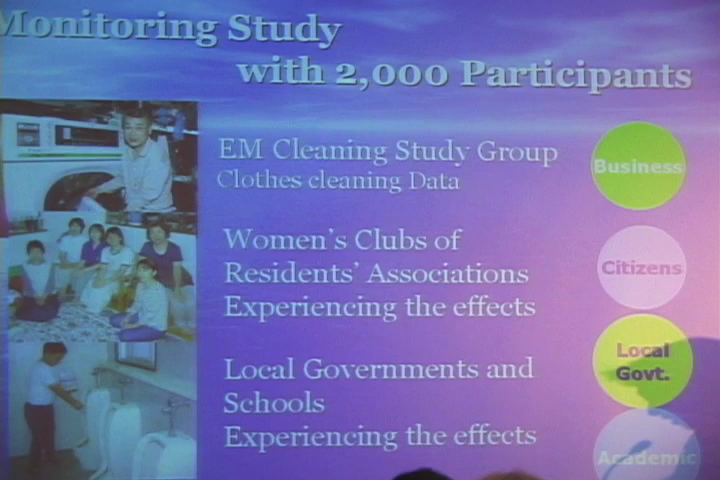 Monitoring Study
with 2,000 Participants
EM Cleaning Study Group
Clothes cleaning Data
Business
Women's Clubs of
Residents' Associations
Experiencing the effects
Citizens
Local Governments and
Schools
Experiencing the effects
Local
Govt.
Academic